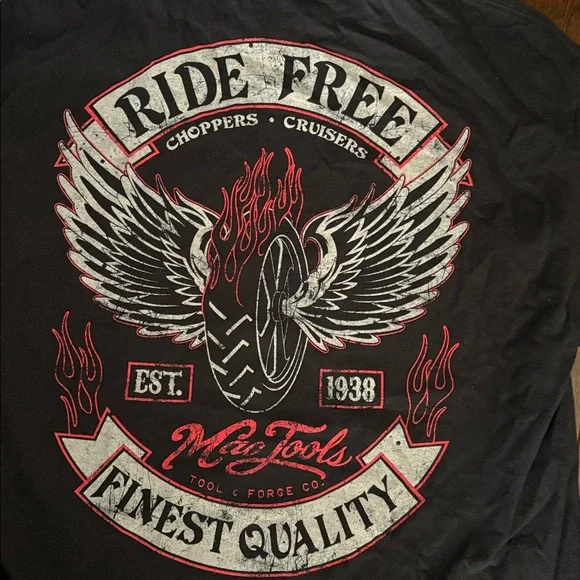 RIDE FREE
CHOPPERS • CRUISERS
EST. 1938
Mac Tools
TOOL & FORGE CO.
FINEST QUALITY